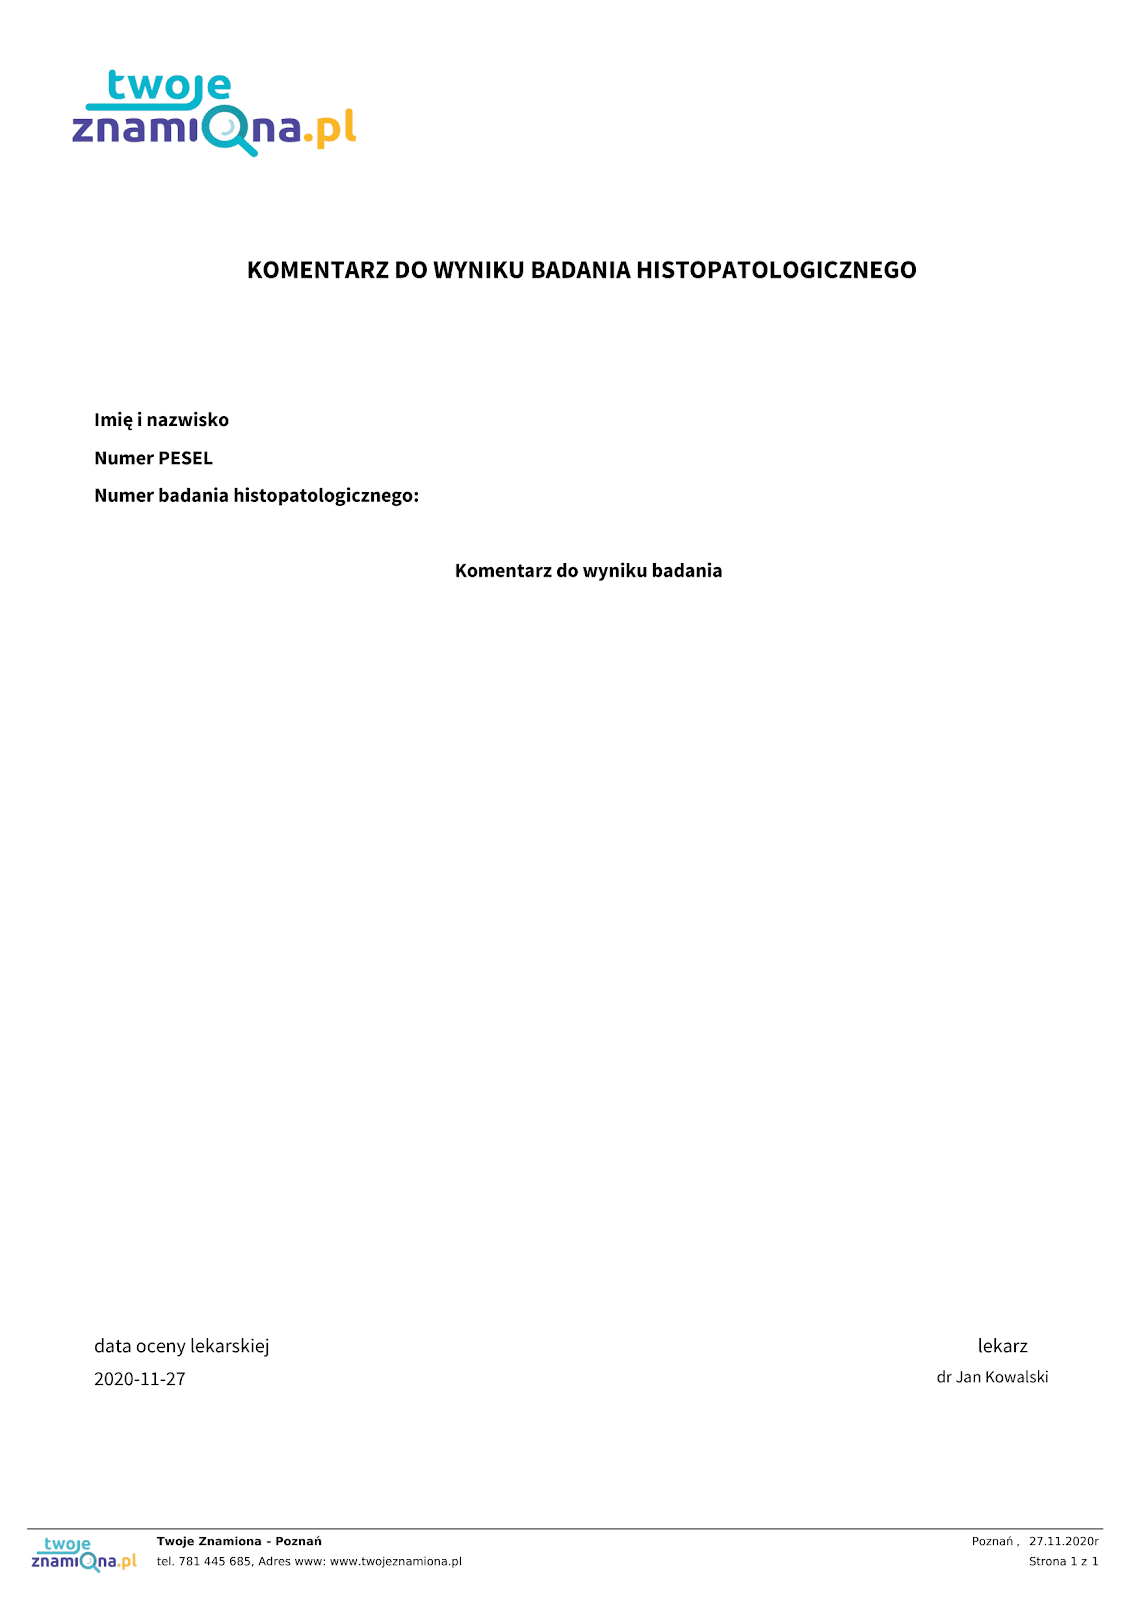 twoje
znamiona.pl
KOMENTARZ DO WYNIKU BADANIA HISTOPATOLOGICZNEGO
Imię i nazwisko
Numer PESEL
Numer badania histopatologicznego:
Komentarz do wyniku badania
data oceny lekarskiej
lekarz
2020-11-27
dr Jan Kowalski
twoje
znamiona.pl
Twoje Znamiona - Poznań
Poznań , 27.11.2020r
tel. 781 445 685, Adres www: www.twojeznamiona.pl
Strona 1 z 1